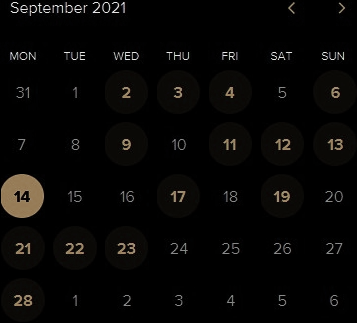 September 2021
MON TUE WED THU FRI SAT SUN
31 1 2 3 4 5 6
7 8 9 10 11 12 13
14 15 16 17 18 19 20
21 22 23 24 25 26 27
28 1 2 3 4 5 6